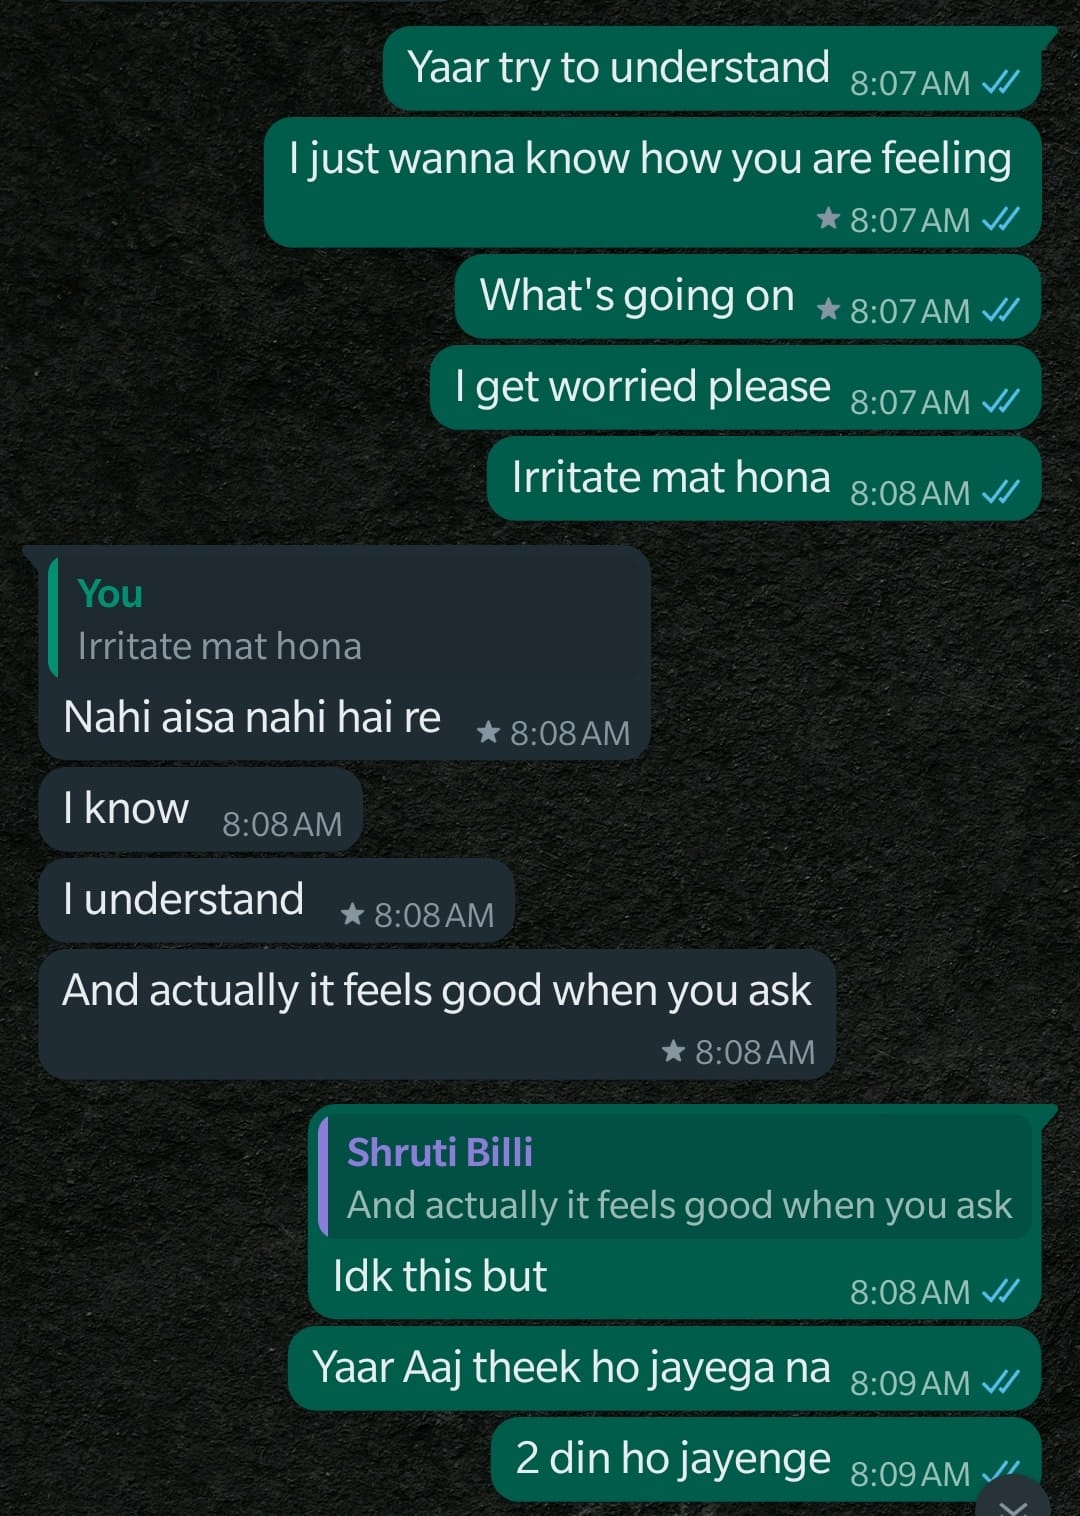 Yaar try to understand 8:07 AM
I just wanna know how you are feeling
8:07 AM
What's going on 8:07 AM
I get worried please 8:07 AM
Irritate mat hona 8:08 AM
You
Irritate mat hona
Nahi aisa nahi hai re 8:08 AM
I know 8:08 AM
I understand 8:08 AM
And actually it feels good when you ask
8:08 AM
Shruti Billi
And actually it feels good when you ask
Idk this but 8:08 AM
Yaar Aaj theek ho jayega na 8:09 AM
2 din ho jayenge 8:09 AM